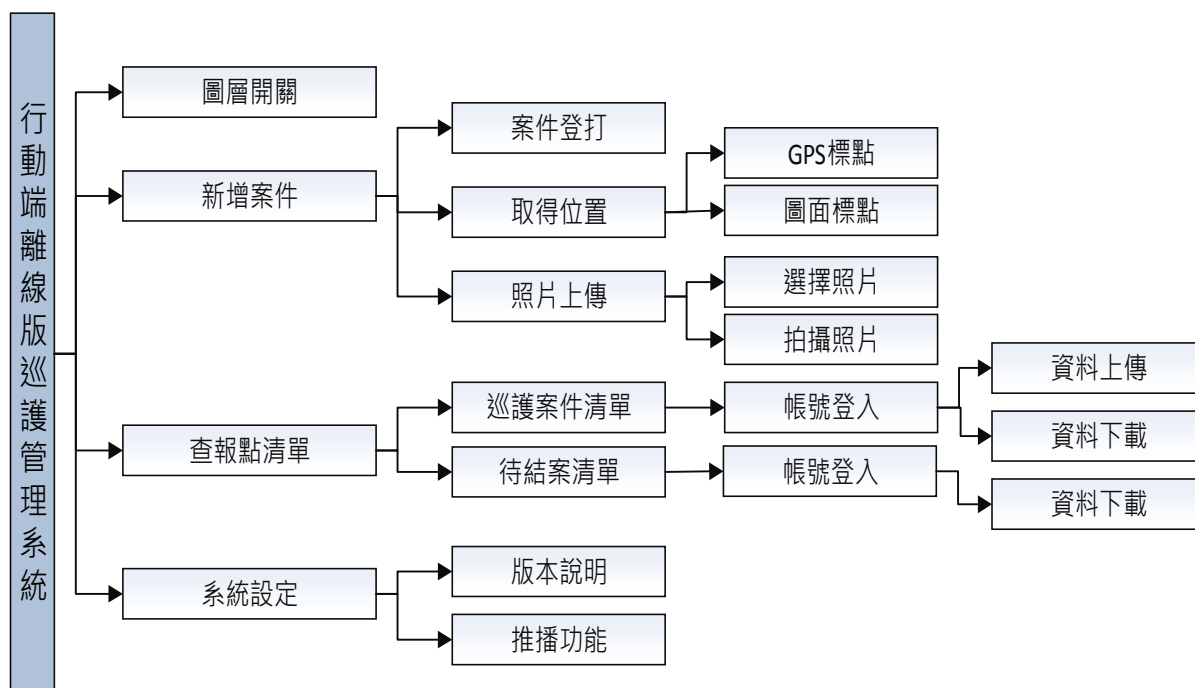 行動端離線版巡護管理系統
圖層開關
新增案件
案件登打
取得位置
GPS標點
圖面標點
照片上傳
選擇照片
拍攝照片
查報點清單
巡護案件清單
帳號登入
資料上傳
資料下載
待結案清單
帳號登入
資料下載
系統設定
版本說明
推播功能